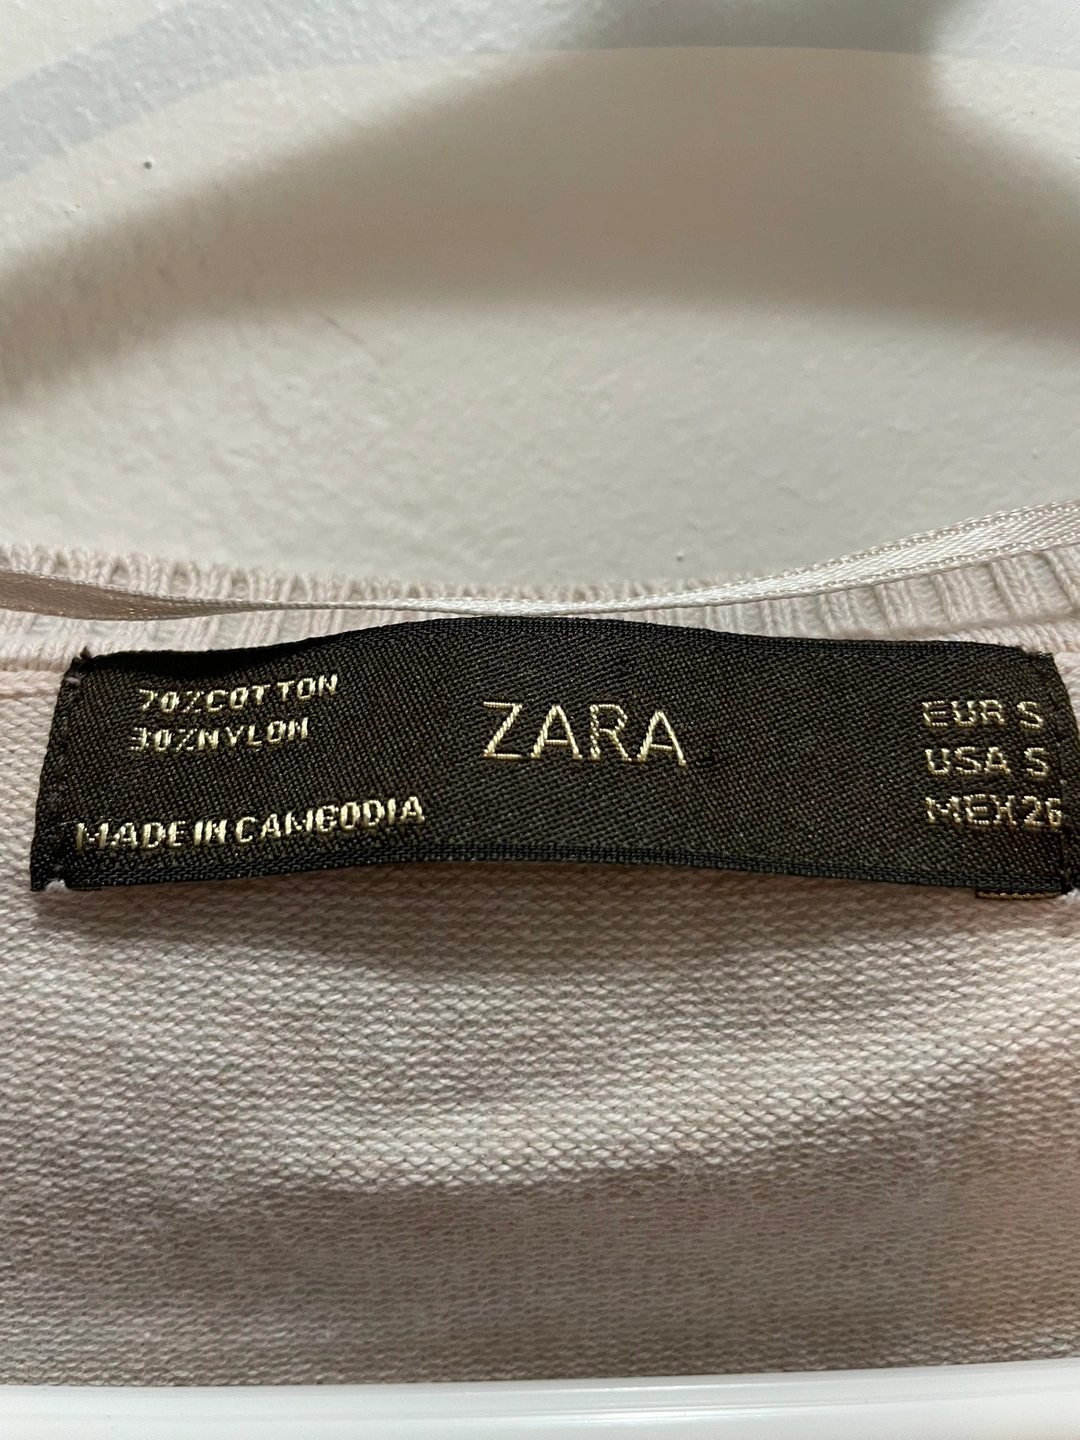 70%COTTON
30%NYLON
MADE IN CAMBODIA
ZARA
EUR S
USA S
MEX 26